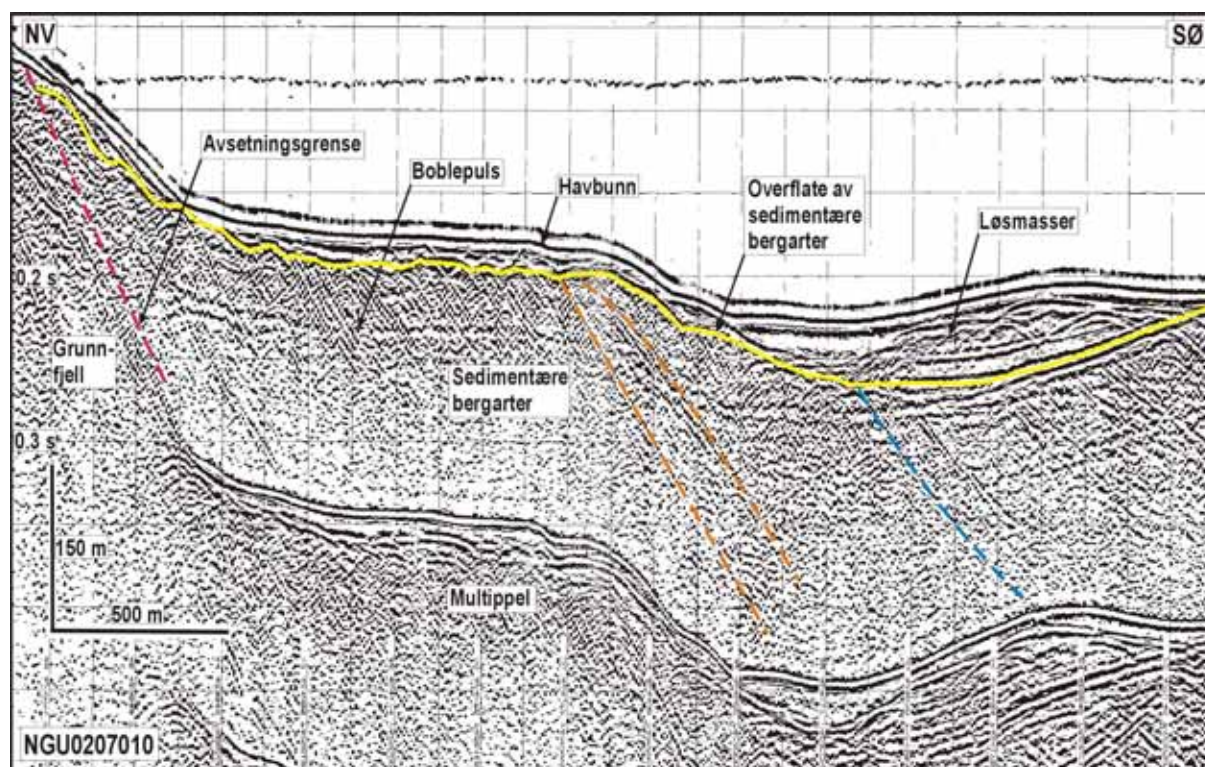 NV
SØ
Avsetningsgrense
Boblepuls
Havbunn
Overflate av
sedimentære
bergarter
Løsmasser
0.2 s
Grunn-
fjell
Sedimentære
bergarter
0.3 s
150 m
500 m
Multippel
NGU0207010